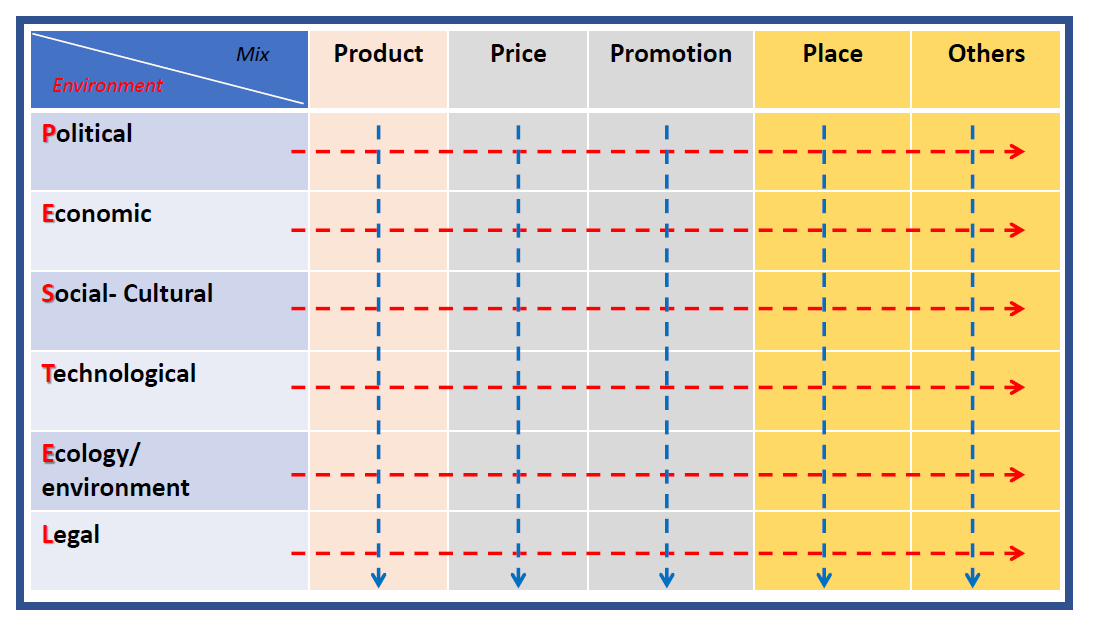 Mix
Environment
Product
Price
Promotion
Place
Others
Political
Economic
Social- Cultural
Technological
Ecology/
environment
Legal